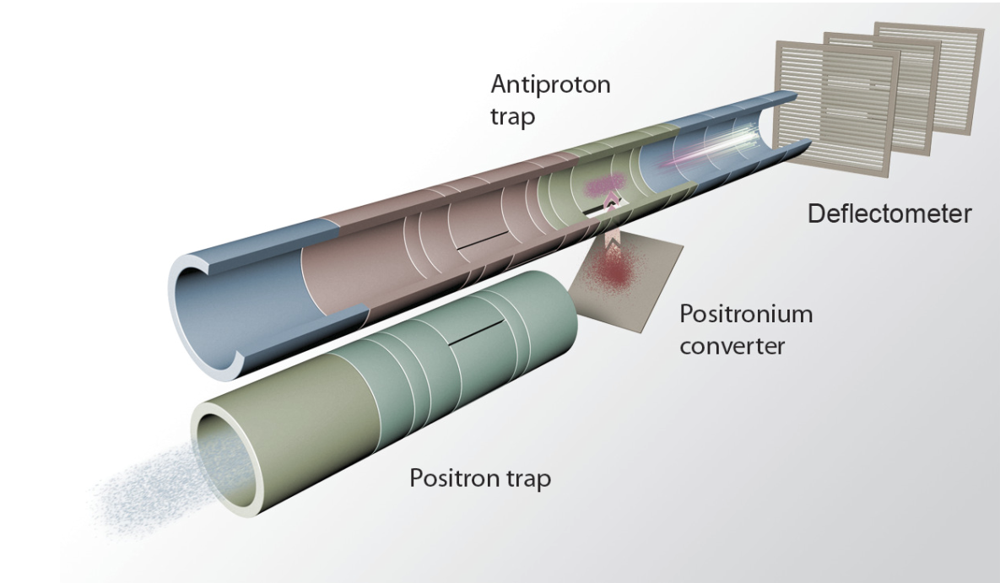 Antiproton
trap
Deflectometer
Positronium
converter
Positron trap